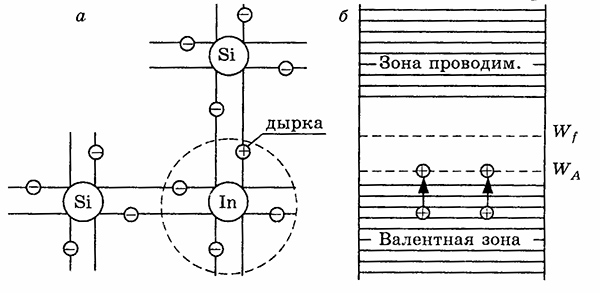 а
Si
дырка
Si
In
б
Зона проводим.
W_f
W_A
Валентная зона